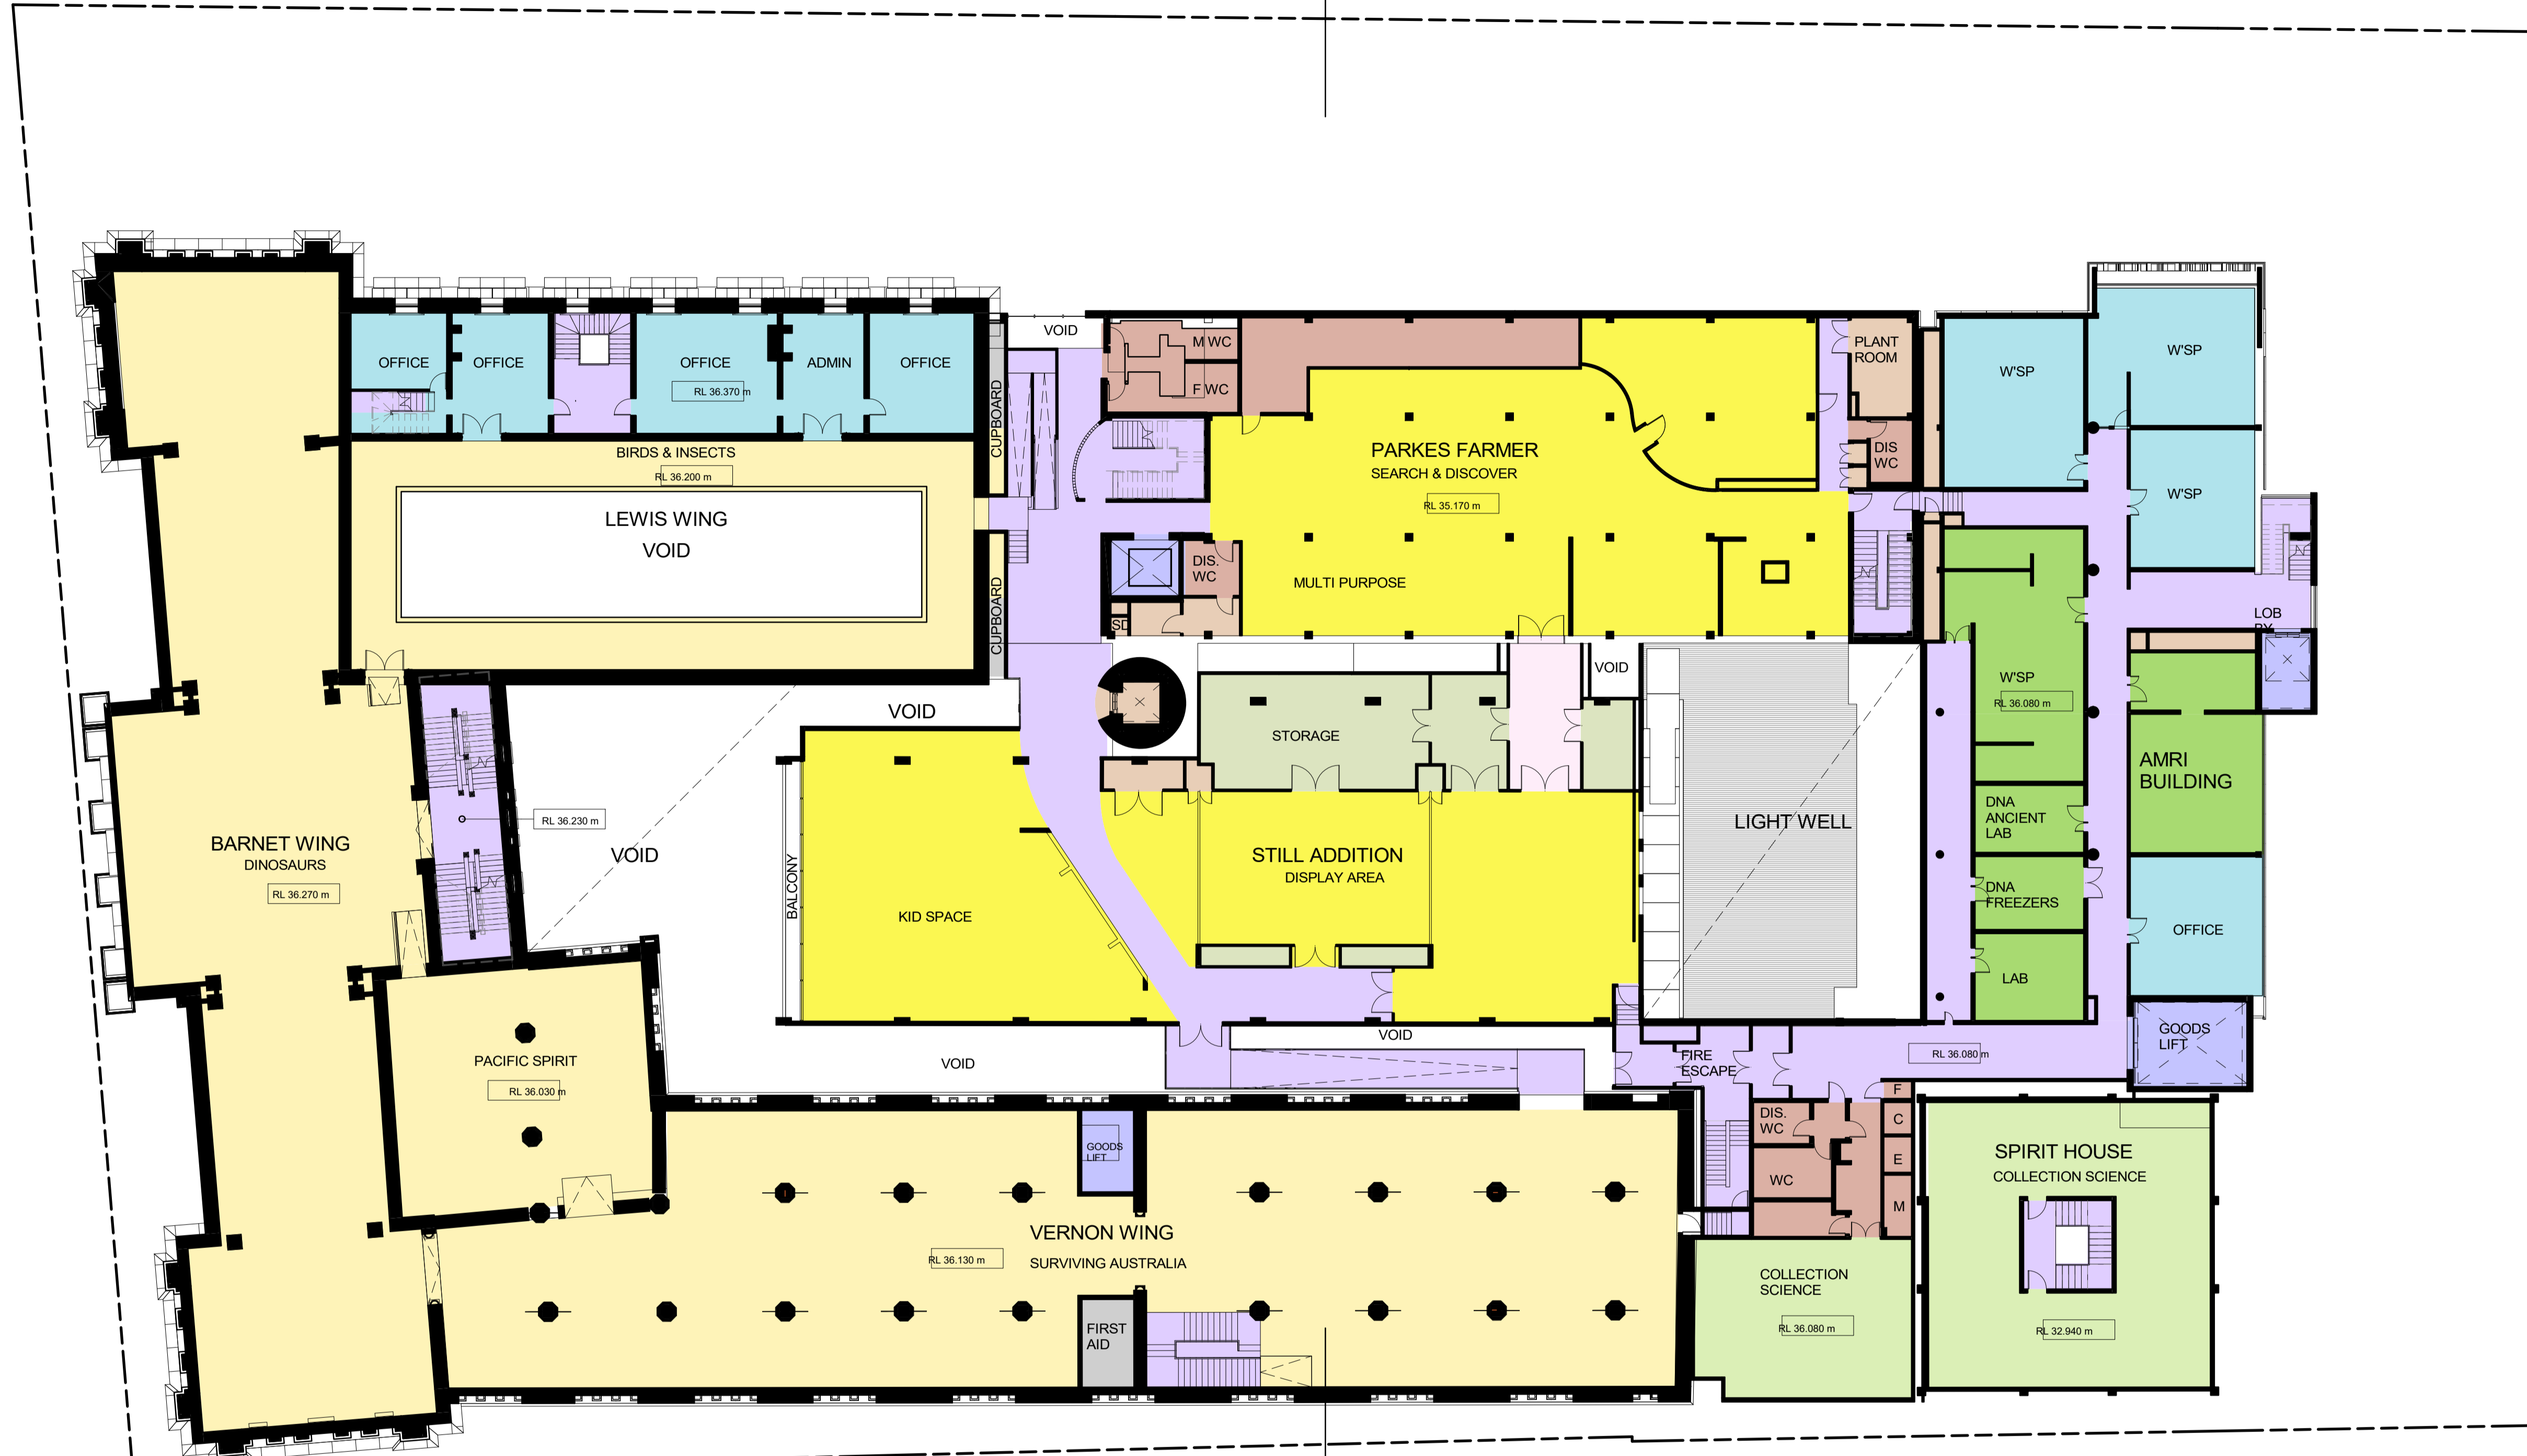 VOID
M WC
F WC
PLANT
ROOM
W'SP
W'SP
OFFICE
OFFICE
OFFICE
RL 36.370 m
ADMIN
OFFICE
CUPBOARD
BIRDS & INSECTS
RL 36.200 m
LEWIS WING
VOID
PARKES FARMER
SEARCH & DISCOVER
RL 35.170 m
DIS
WC
W'SP
CUPBOARD
DIS.
WC
SD
MULTI PURPOSE
LOB
BY
VOID
VOID
STORAGE
W'SP
RL 36.080 m
AMRI
BUILDING
RL 36.230 m
VOID
BARNET WING
DINOSAURS
RL 36.270 m
BALCONY
KID SPACE
STILL ADDITION
DISPLAY AREA
LIGHT WELL
DNA
ANCIENT
LAB
DNA
FREEZERS
LAB
OFFICE
PACIFIC SPIRIT
RL 36.030 m
VOID
VOID
FIRE
ESCAPE
RL 36.080 m
GOODS
LIFT
GOODS
LIFT
DIS.
WC
WC
F
C
E
M
SPIRIT HOUSE
COLLECTION SCIENCE
RL 32.940 m
VERNON WING
RL 36.130 m
SURVIVING AUSTRALIA
FIRST
AID
COLLECTION
SCIENCE
RL 36.080 m